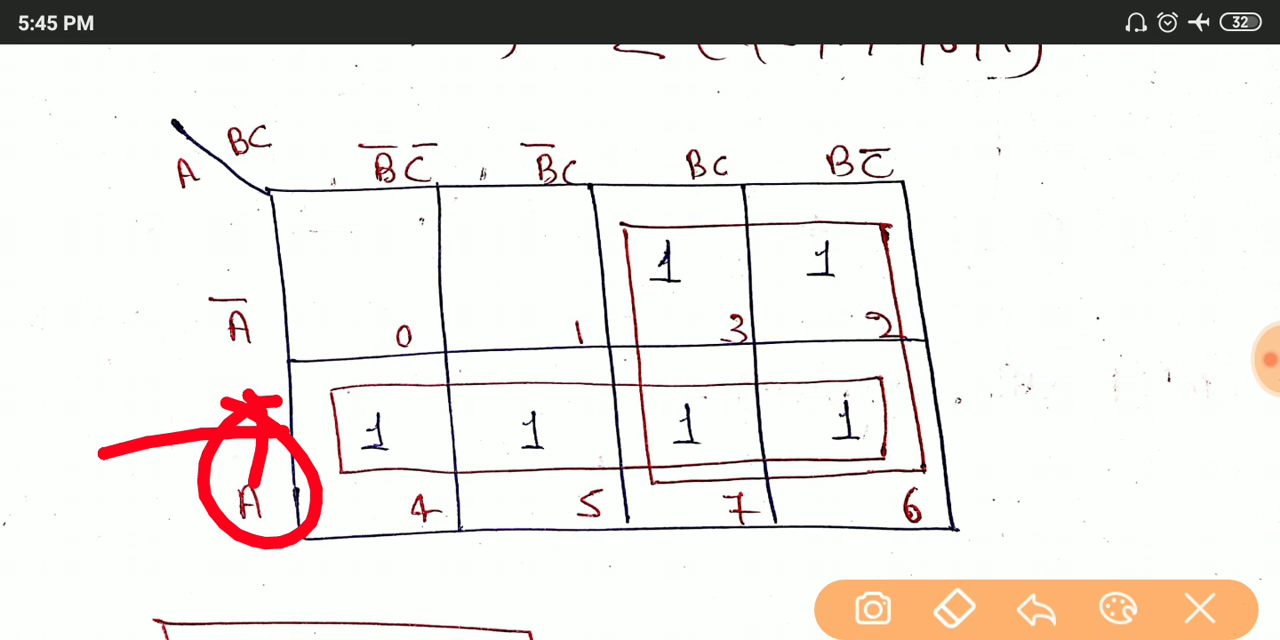 5:45 PM
32
BC
A
B̅C̅ B̅C BC BC̅
1 1
A̅
0 1 3 2
1 1 1 1
A
4 5 7 6